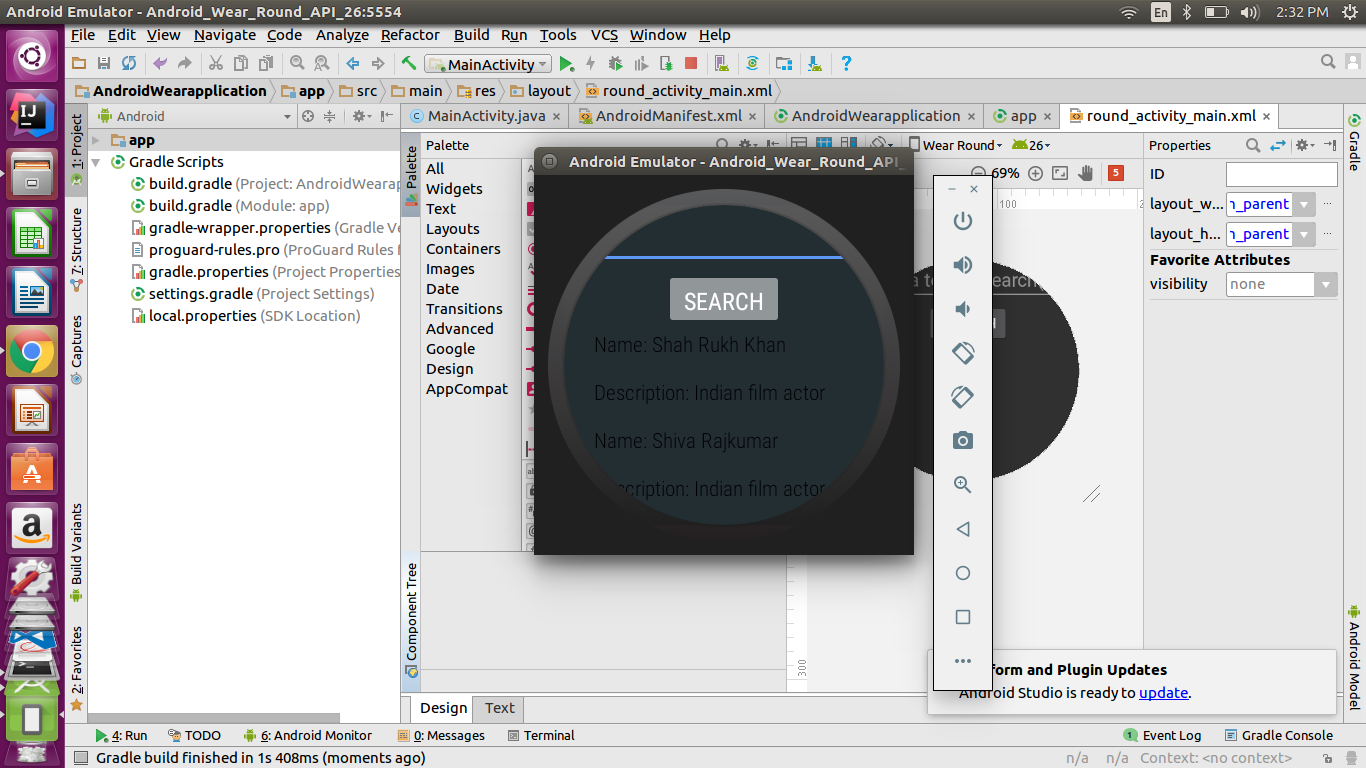 Android Emulator - Android_Wear_Round_API_26:5554
En
2:32 PM
File Edit View Navigate Code Analyze Refactor Build Run Tools VCS Window Help
MainActivity
AndroidWearapplication app src main res layout round_activity_main.xml
Android
MainActivity.java AndroidManifest.xml AndroidWearapplication app round_activity_main.xml
1: Project
7: Structure
Captures
Build Variants
2: Favorites
app
Gradle Scripts
build.gradle (Project: AndroidWearap
build.gradle (Module: app)
gradle-wrapper.properties (Gradle Ve
proguard-rules.pro (ProGuard Rules f
gradle.properties (Project Properties
settings.gradle (Project Settings)
local.properties (SDK Location)
Palette
Component Tree
Palette
All
Widgets
Text
Layouts
Containers
Images
Date
Transitions
Advanced
Google
Design
AppCompat
Android Emulator - Android_Wear_Round_API_
SEARCH
Name: Shah Rukh Khan
Description: Indian film actor
Name: Shiva Rajkumar
scription: Indian film actor
Wear Round 26
69%
5
100
300
Properties
ID
layout_w... h_parent
layout_h... h_parent
Favorite Attributes
visibility none
Gradle
Android Model
form and Plugin Updates
Android Studio is ready to update.
Design Text
4: Run TODO 6: Android Monitor 0: Messages Terminal
1 Event Log Gradle Console
Gradle build finished in 1s 408ms (moments ago)
n/a n/a Context: <no context>